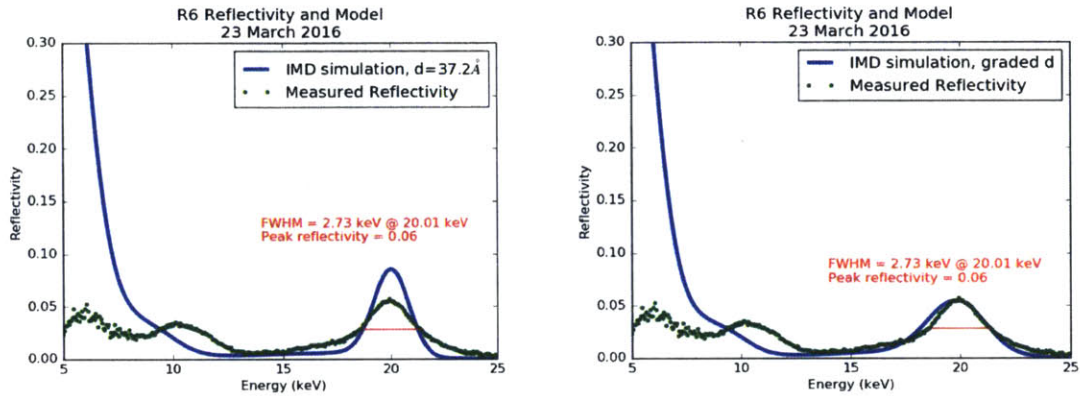 R6 Reflectivity and Model
23 March 2016
0.30
0.25
0.20
0.15
0.10
0.05
0.00
Reflectivity
IMD simulation, d=37.2Å
Measured Reflectivity
FWHM = 2.73 keV @ 20.01 keV
Peak reflectivity = 0.06
5 10 15 20 25
Energy (keV)
R6 Reflectivity and Model
23 March 2016
0.30
0.25
0.20
0.15
0.10
0.05
0.00
Reflectivity
IMD simulation, graded d
Measured Reflectivity
FWHM = 2.73 keV @ 20.01 keV
Peak reflectivity = 0.06
5 10 15 20 25
Energy (keV)